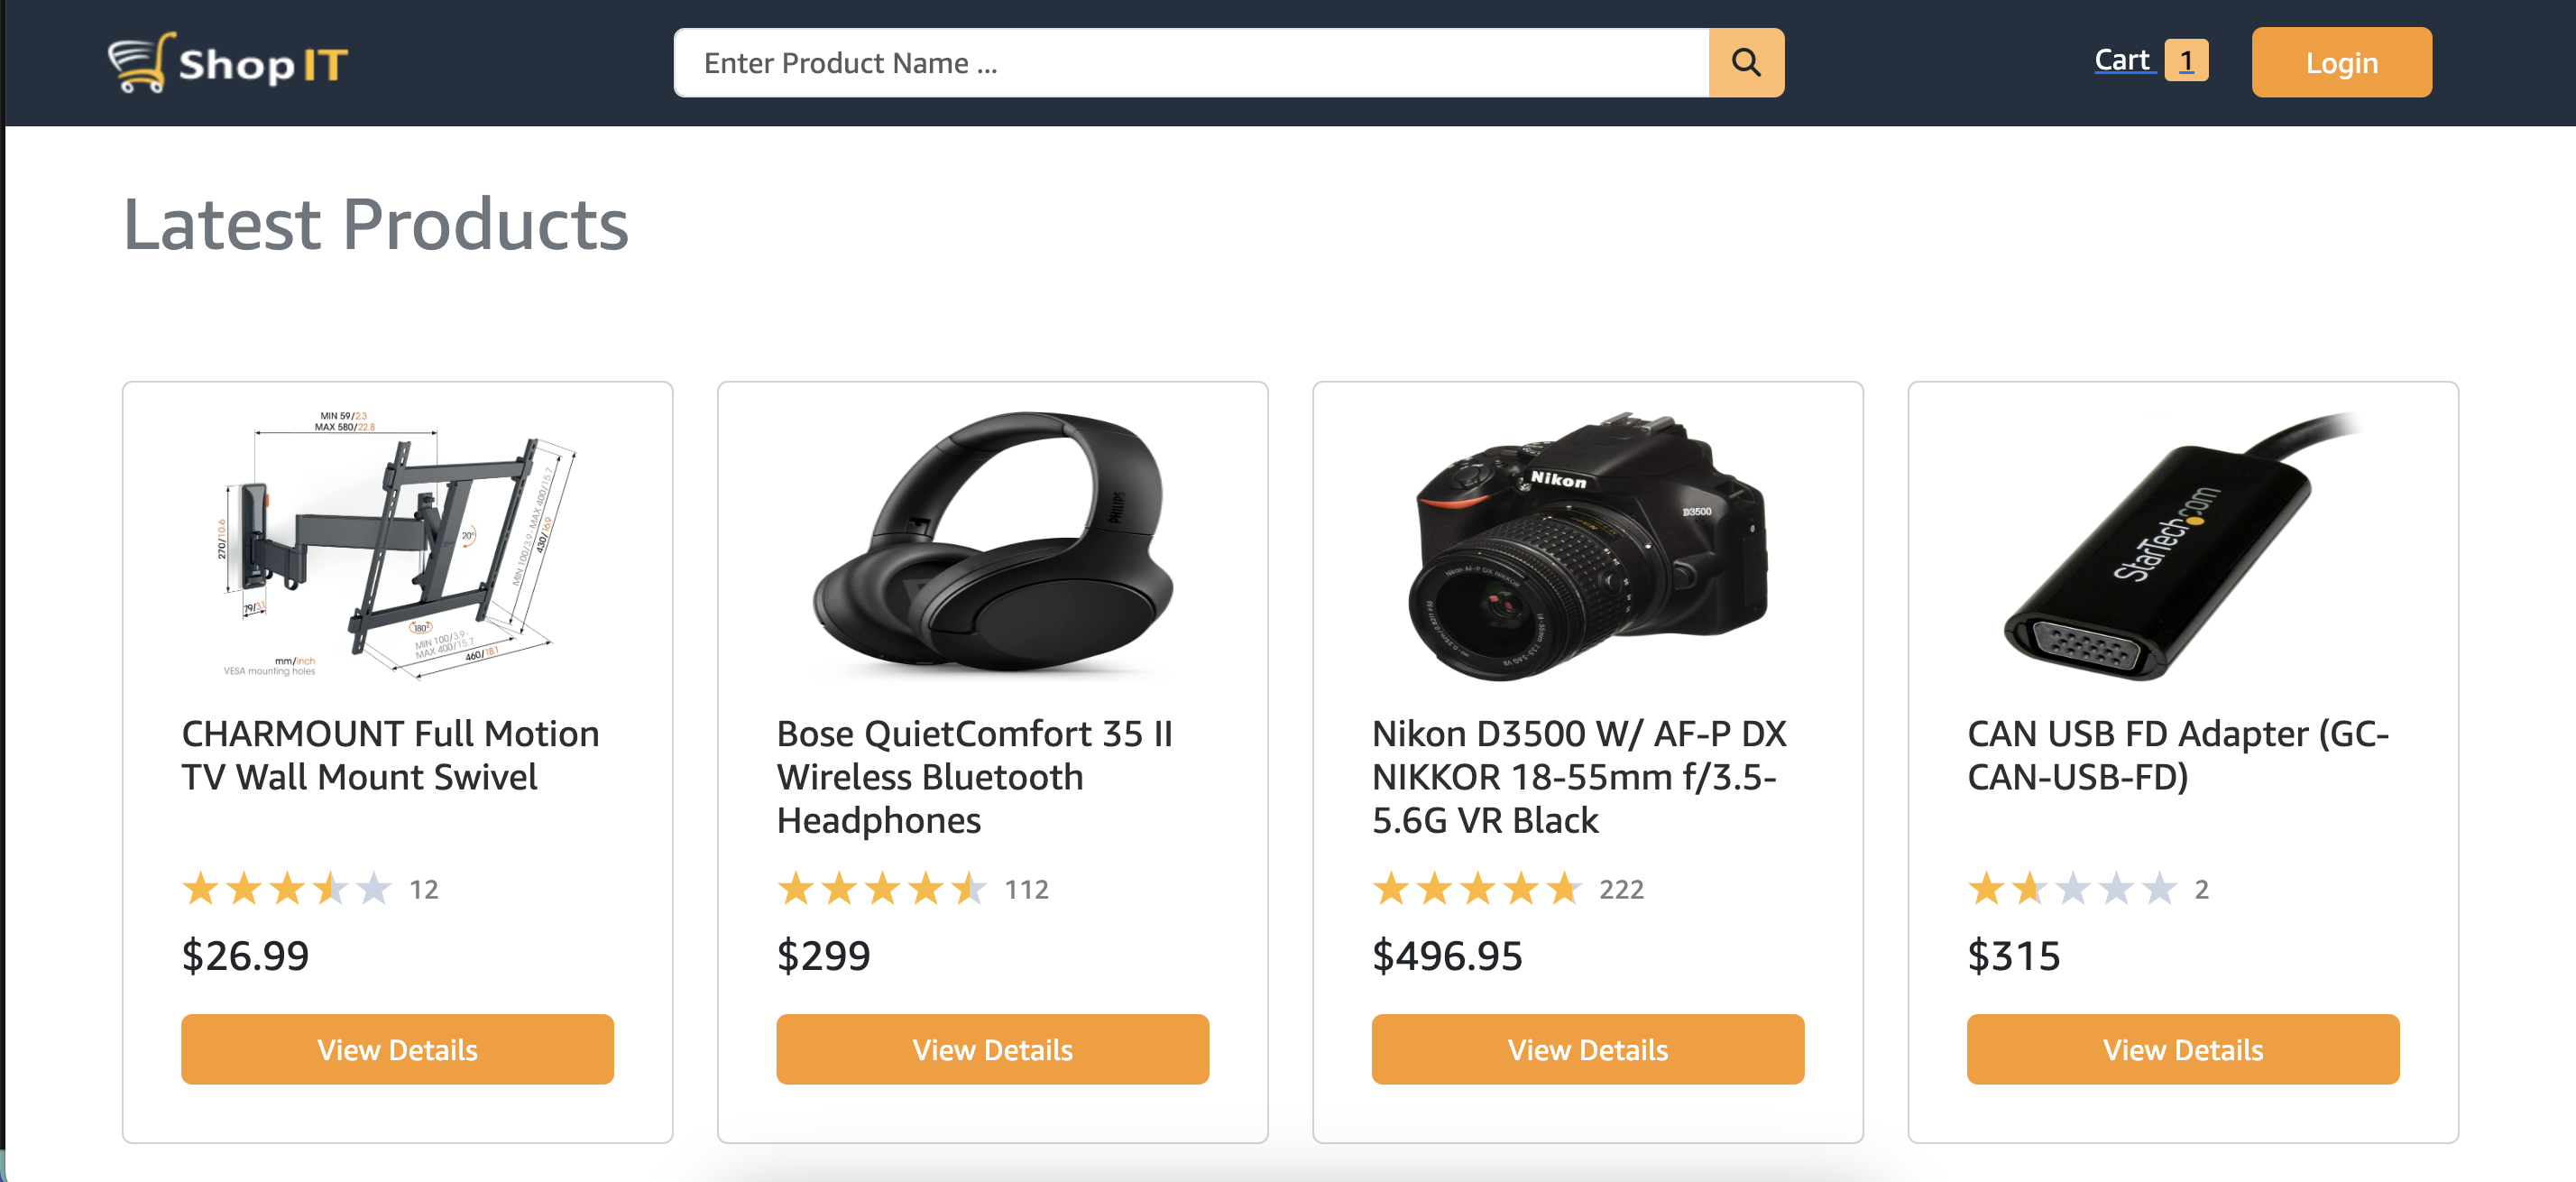 Shop IT
Enter Product Name ...
Cart 1
Login
Latest Products
MIN 59/2.3
MAX 580/22.8
270/10.6
79/3.1
20°
180°
MIN 100/3.9-MAX 400/15.7
430/16.9
MIN 100/3.9-
MAX 400/15.7
460/18.1
mm/inch
VESA mounting holes
PHILIPS
Nikon
D3500
StarTech.com
CHARMOUNT Full Motion
TV Wall Mount Swivel
Bose QuietComfort 35 II
Wireless Bluetooth
Headphones
Nikon D3500 W/ AF-P DX
NIKKOR 18-55mm f/3.5-
5.6G VR Black
CAN USB FD Adapter (GC-
CAN-USB-FD)
12
112
222
2
$26.99
$299
$496.95
$315
View Details
View Details
View Details
View Details